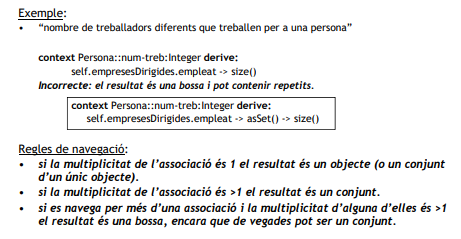 Exemple:
• “nombre de treballadors diferents que treballen per a una persona”
context Persona::num-treb:Integer derive:
self.empresesDirigides.empleat -> size()
Incorrecte: el resultat és una bossa i pot contenir repetits.
context Persona::num-treb:Integer derive:
self.empresesDirigides.empleat -> asSet() -> size()
Regles de navegació:
• si la multiplicitat de l’associació és 1 el resultat és un objecte (o un conjunt
d’un únic objecte).
• si la multiplicitat de l’associació és >1 el resultat és un conjunt.
• si es navega per més d’una associació i la multiplicitat d’alguna d’elles és >1
el resultat és una bossa, encara que de vegades pot ser un conjunt.